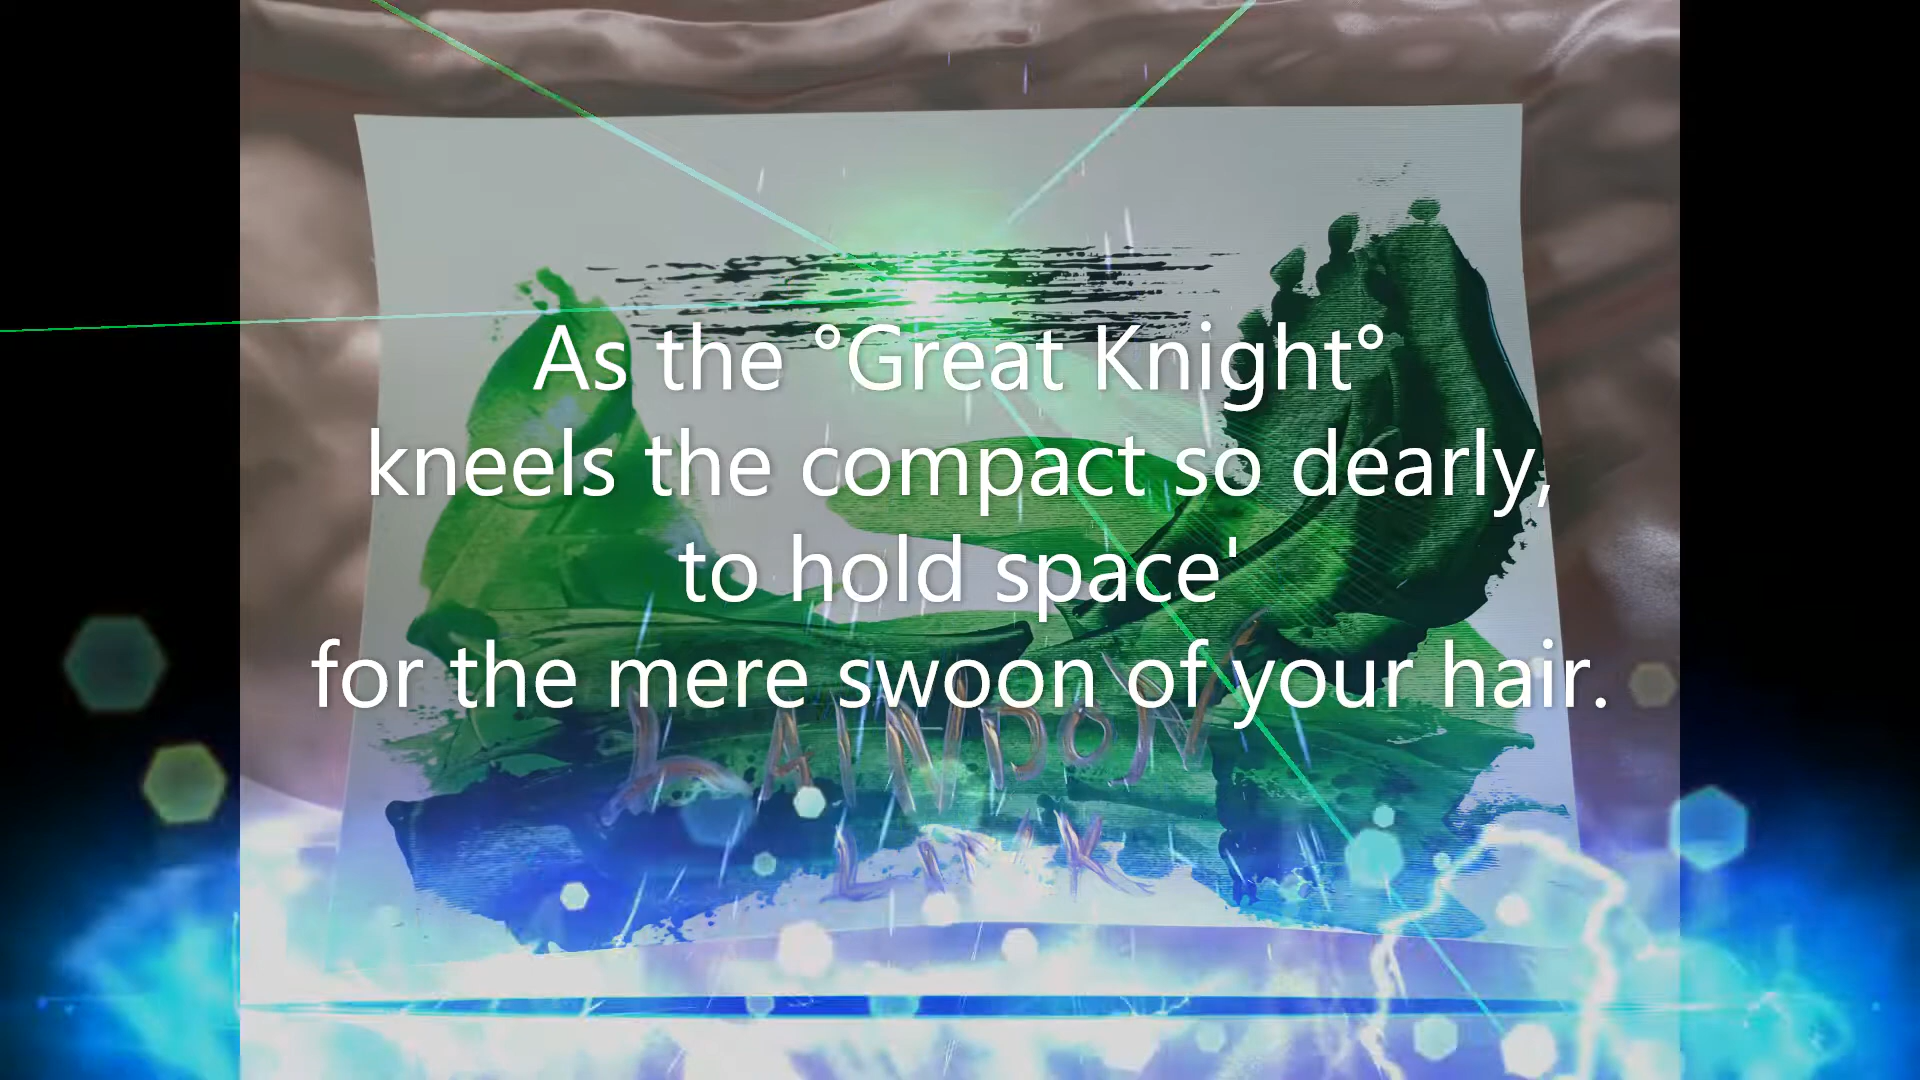 As the °Great Knight°
kneels the compact so dearly,
to hold space'
for the mere swoon of your hair.
LANDON